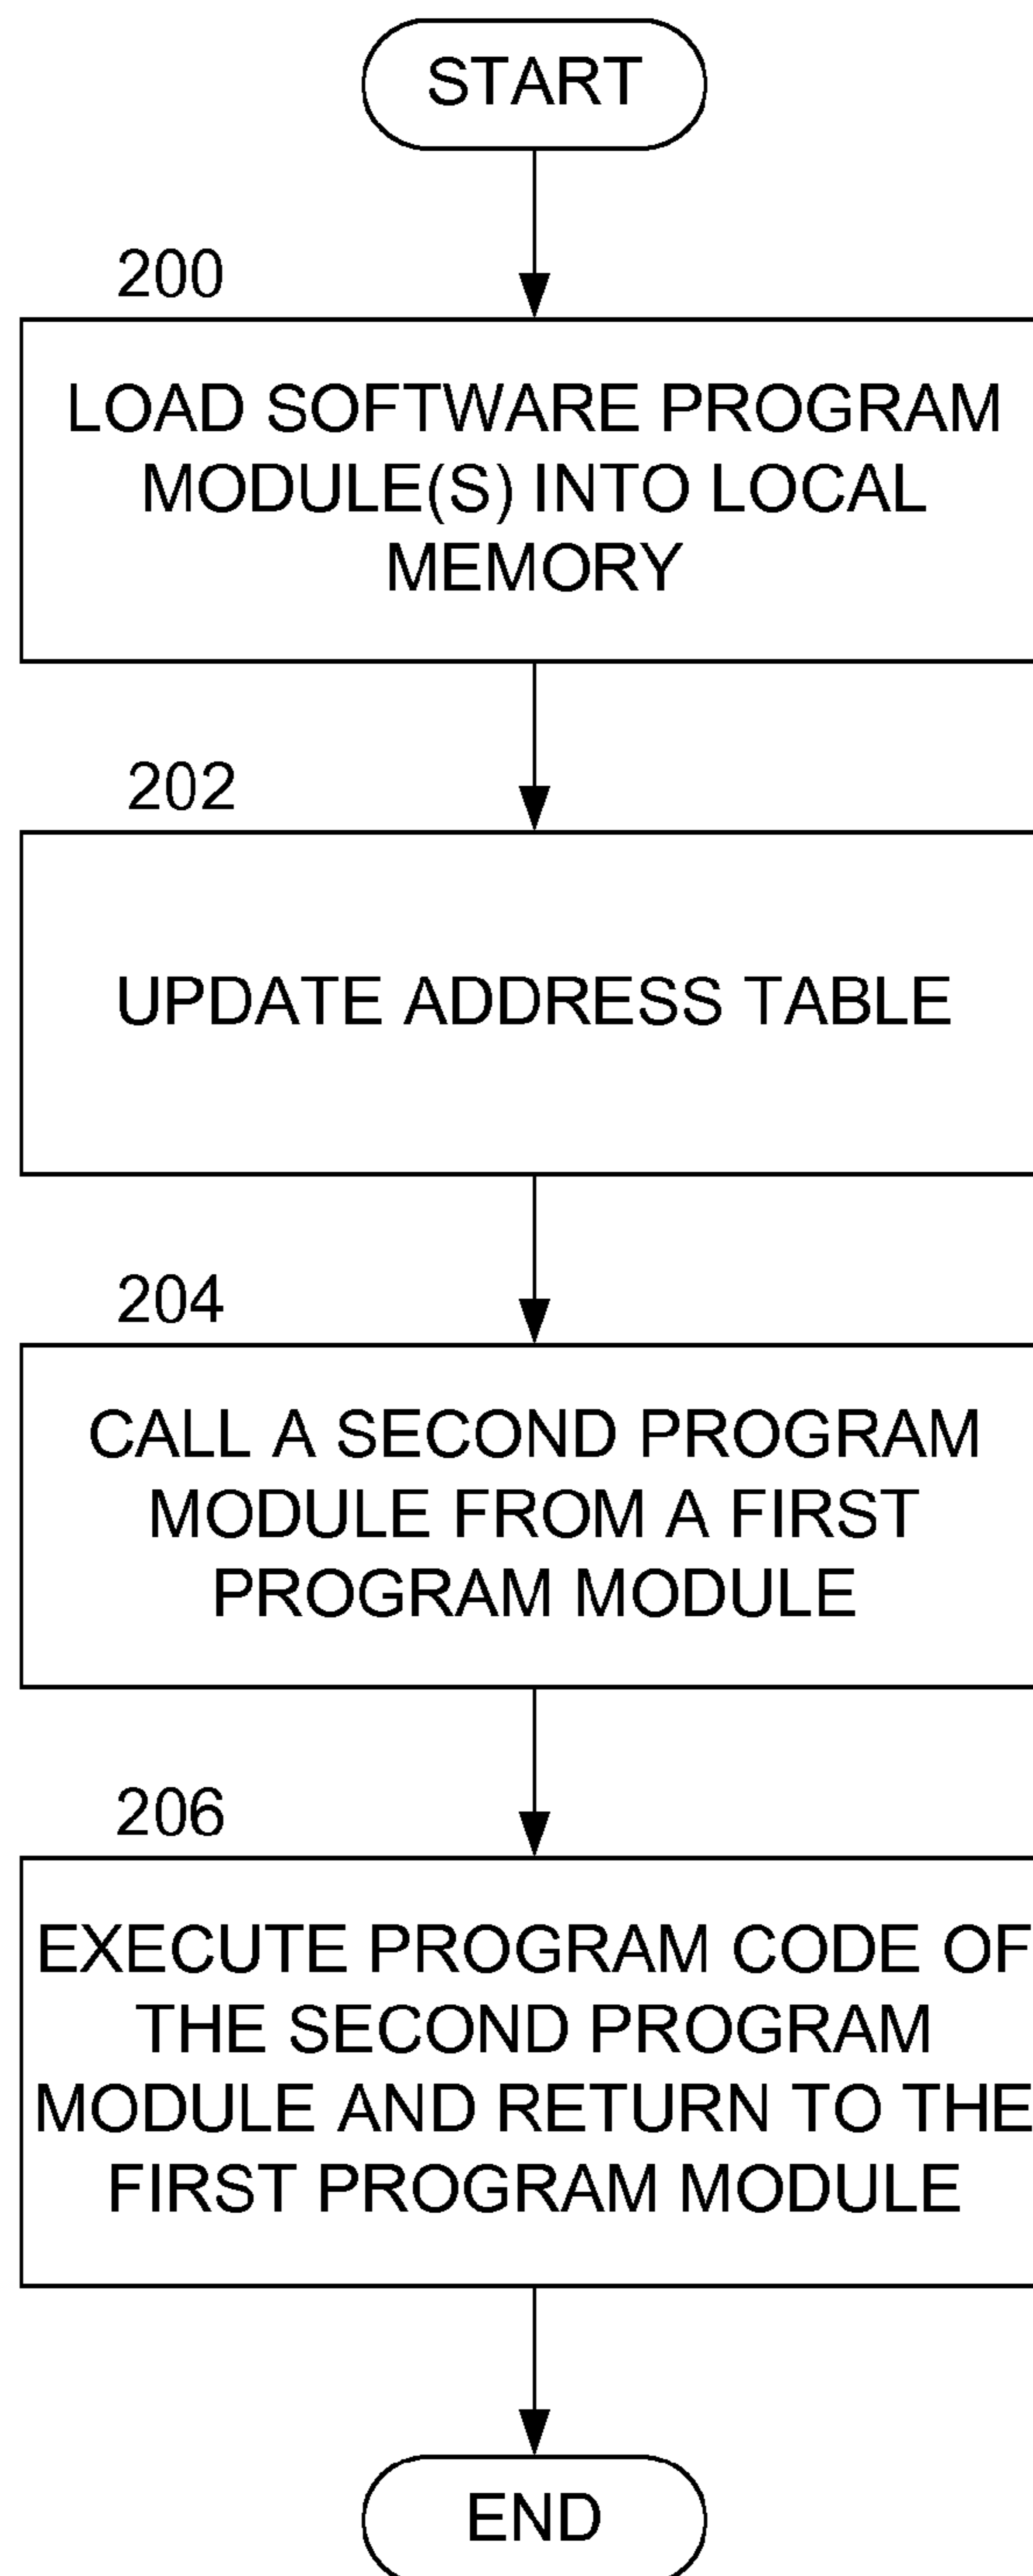 START
200
LOAD SOFTWARE PROGRAM
MODULE(S) INTO LOCAL
MEMORY
202
UPDATE ADDRESS TABLE
204
CALL A SECOND PROGRAM
MODULE FROM A FIRST
PROGRAM MODULE
206
EXECUTE PROGRAM CODE OF
THE SECOND PROGRAM
MODULE AND RETURN TO THE
FIRST PROGRAM MODULE
END